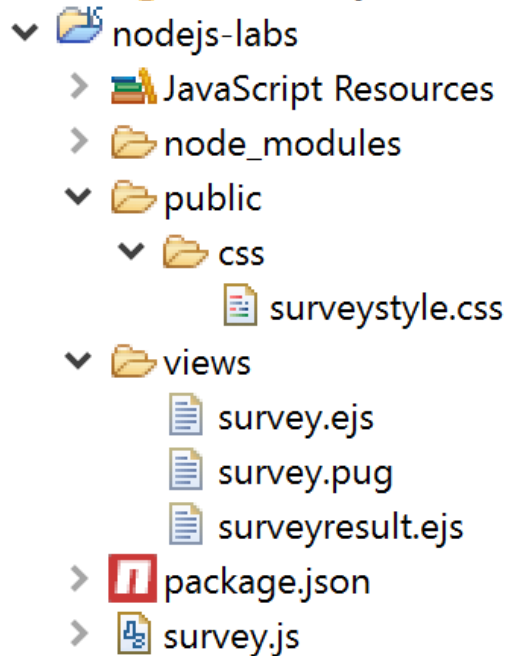 nodejs-labs
JavaScript Resources
node_modules
public
css
surveystyle.css
views
survey.ejs
survey.pug
surveyresult.ejs
package.json
survey.js